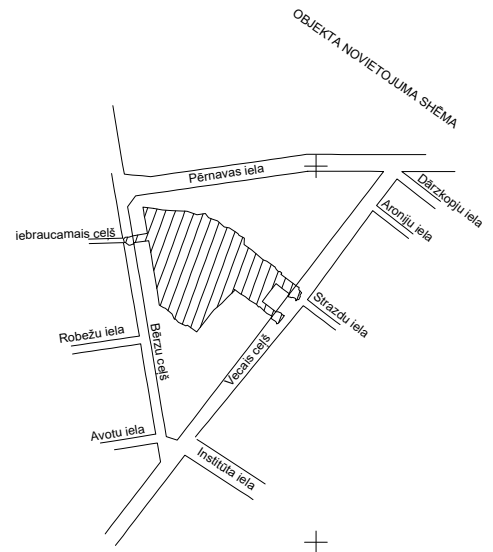 OBJEKTA NOVIETOJUMA SHĒMA
Pērnavas iela
Dārzkopju iela
Aroniju iela
iebraucamais ceļš
Strazdu iela
Robežu iela
Bērzu ceļš
Vecais ceļš
Avotu iela
Institūta iela